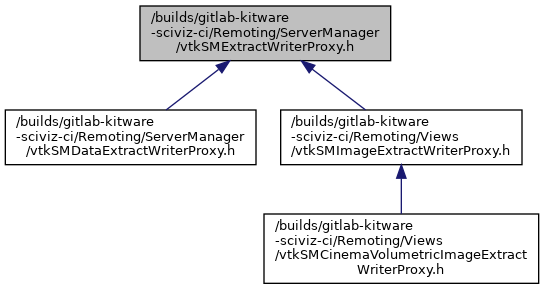 /builds/gitlab-kitware
-sciviz-ci/Remoting/ServerManager
/vtkSMExtractWriterProxy.h
/builds/gitlab-kitware
-sciviz-ci/Remoting/ServerManager
/vtkSMDataExtractWriterProxy.h
/builds/gitlab-kitware
-sciviz-ci/Remoting/Views
/vtkSMImageExtractWriterProxy.h
/builds/gitlab-kitware
-sciviz-ci/Remoting/Views
/vtkSMCinemaVolumetricImageExtract
WriterProxy.h